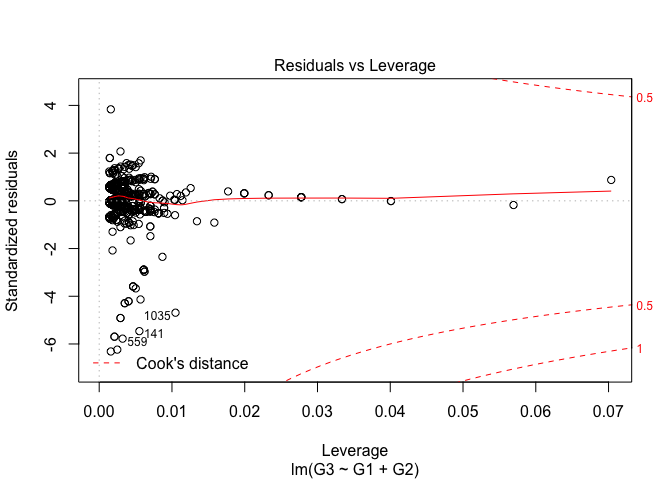 Residuals vs Leverage
Standardized residuals
4
2
0
-2
-4
-6
0.5
0.5
1
1035
141
559
Cook's distance
0.00 0.01 0.02 0.03 0.04 0.05 0.06 0.07
Leverage
lm(G3 ~ G1 + G2)